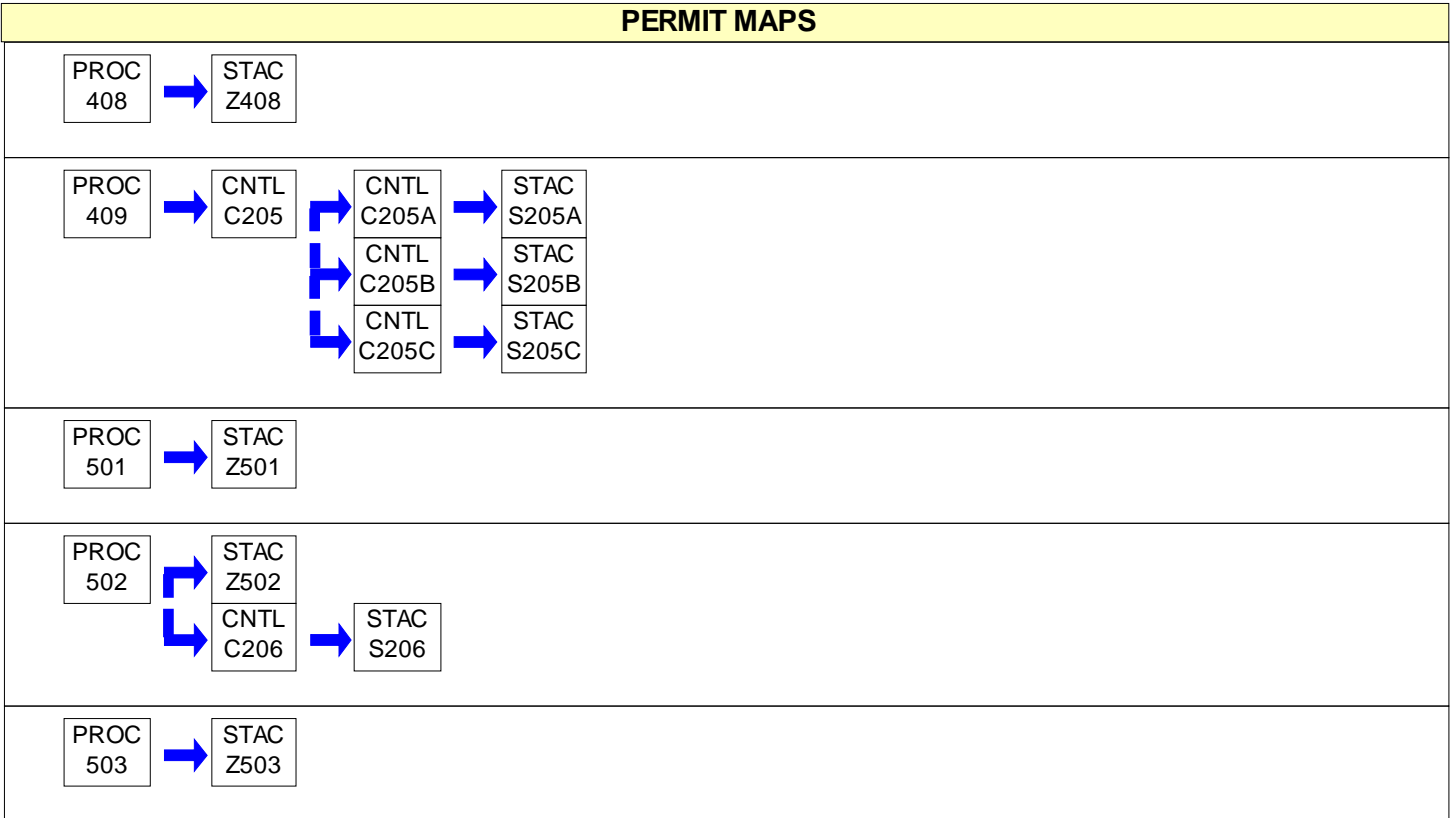 PERMIT MAPS
PROC
408
STAC
Z408
PROC
409
CNTL
C205
CNTL
C205A
STAC
S205A
CNTL
C205B
STAC
S205B
CNTL
C205C
STAC
S205C
PROC
501
STAC
Z501
PROC
502
STAC
Z502
CNTL
C206
STAC
S206
PROC
503
STAC
Z503